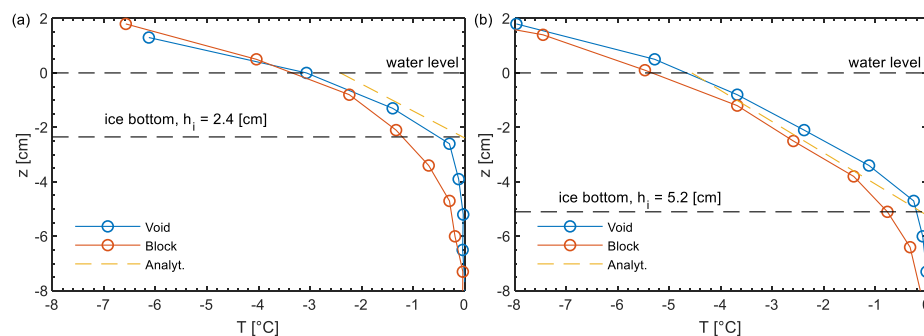 (a)
2
0
-2
-4
-6
-8
z [cm]
water level
ice bottom, h_i = 2.4 [cm]
Void
Block
Analyt.
-8 -7 -6 -5 -4 -3 -2 -1 0
T [°C]
(b)
2
0
-2
-4
-6
-8
z [cm]
water level
ice bottom, h_i = 5.2 [cm]
Void
Block
Analyt.
-8 -7 -6 -5 -4 -3 -2 -1 0
T [°C]